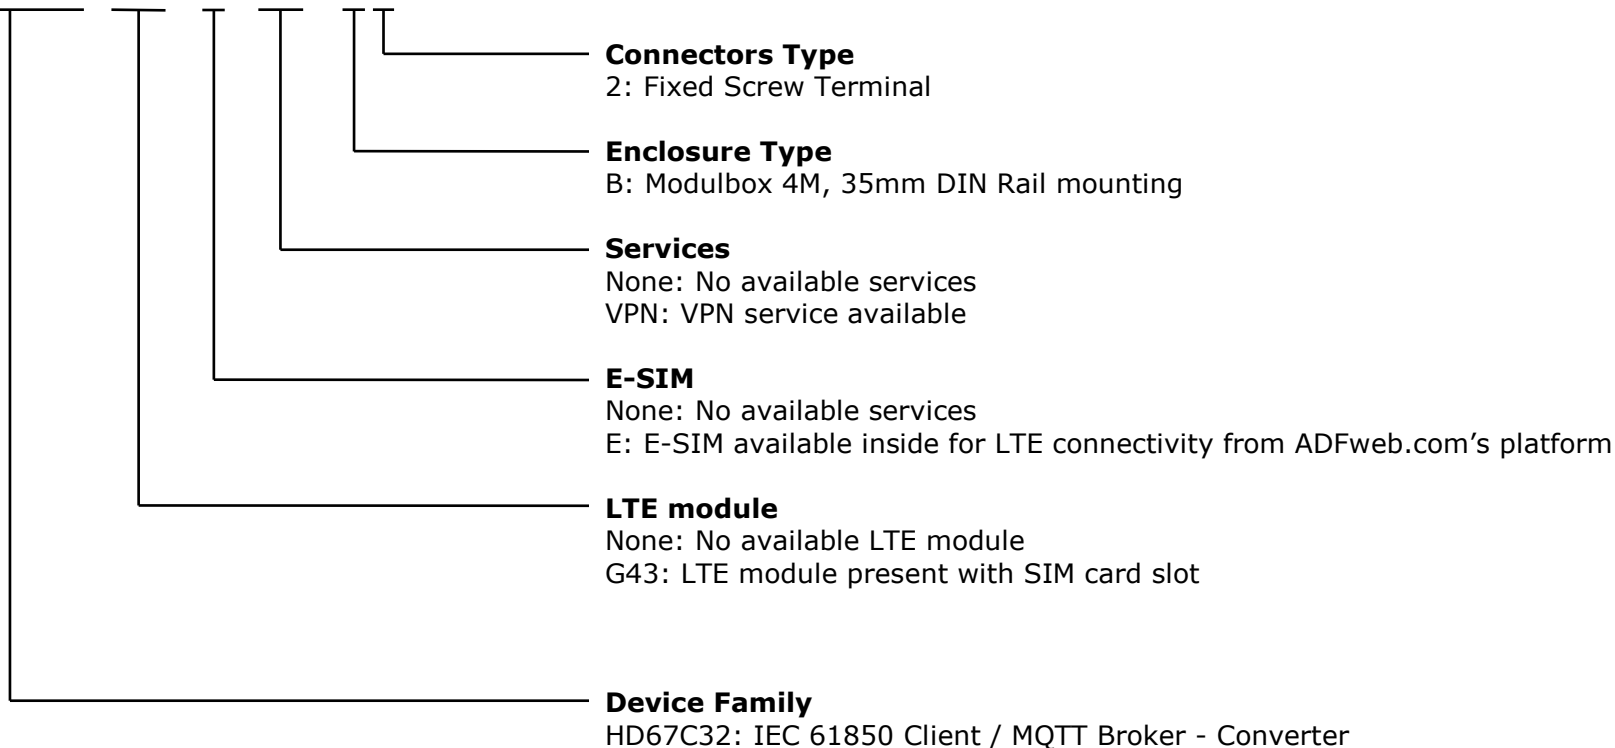 Connectors Type
2: Fixed Screw Terminal
Enclosure Type
B: Modulbox 4M, 35mm DIN Rail mounting
Services
None: No available services
VPN: VPN service available
E-SIM
None: No available services
E: E-SIM available inside for LTE connectivity from ADFweb.com’s platform
LTE module
None: No available LTE module
G43: LTE module present with SIM card slot
Device Family
HD67C32: IEC 61850 Client / MQTT Broker - Converter